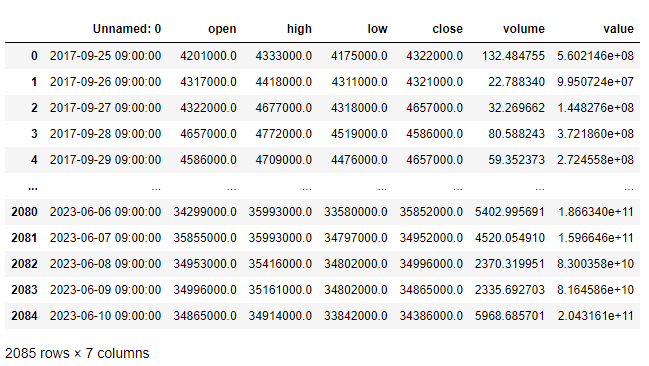 Unnamed: 0 open high low close volume value
0 2017-09-25 09:00:00 4201000.0 4333000.0 4175000.0 4322000.0 132.484755 5.602146e+08
1 2017-09-26 09:00:00 4317000.0 4418000.0 4311000.0 4321000.0 22.788340 9.950724e+07
2 2017-09-27 09:00:00 4322000.0 4677000.0 4318000.0 4657000.0 32.269662 1.448276e+08
3 2017-09-28 09:00:00 4657000.0 4772000.0 4519000.0 4586000.0 80.588243 3.721860e+08
4 2017-09-29 09:00:00 4586000.0 4709000.0 4476000.0 4657000.0 59.352373 2.724558e+08
... ... ... ... ... ... ... ...
2080 2023-06-06 09:00:00 34299000.0 35993000.0 33580000.0 35852000.0 5402.995691 1.866340e+11
2081 2023-06-07 09:00:00 35855000.0 35993000.0 34797000.0 34952000.0 4520.054910 1.596646e+11
2082 2023-06-08 09:00:00 34953000.0 35416000.0 34802000.0 34996000.0 2370.319951 8.300358e+10
2083 2023-06-09 09:00:00 34996000.0 35161000.0 34802000.0 34865000.0 2335.692703 8.164586e+10
2084 2023-06-10 09:00:00 34865000.0 34914000.0 33842000.0 34386000.0 5968.685701 2.043161e+11
2085 rows × 7 columns